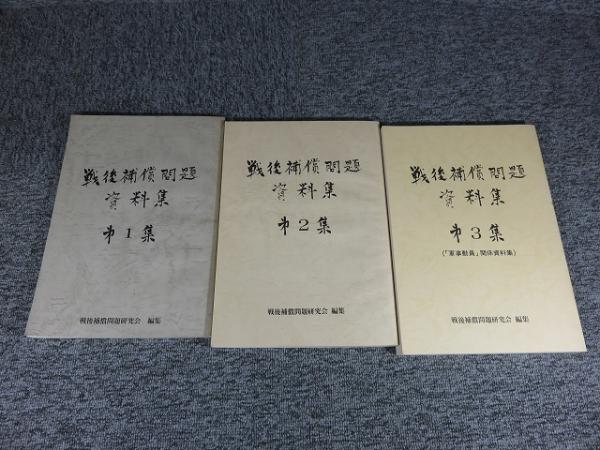 戦後補償問題
資料集
第1集
戦後補償問題研究会 編集
戦後補償問題
資料集
第2集
戦後補償問題研究会 編集
戦後補償問題
資料集
第3集
(「軍事動員」関係資料集)
戦後補償問題研究会 編集